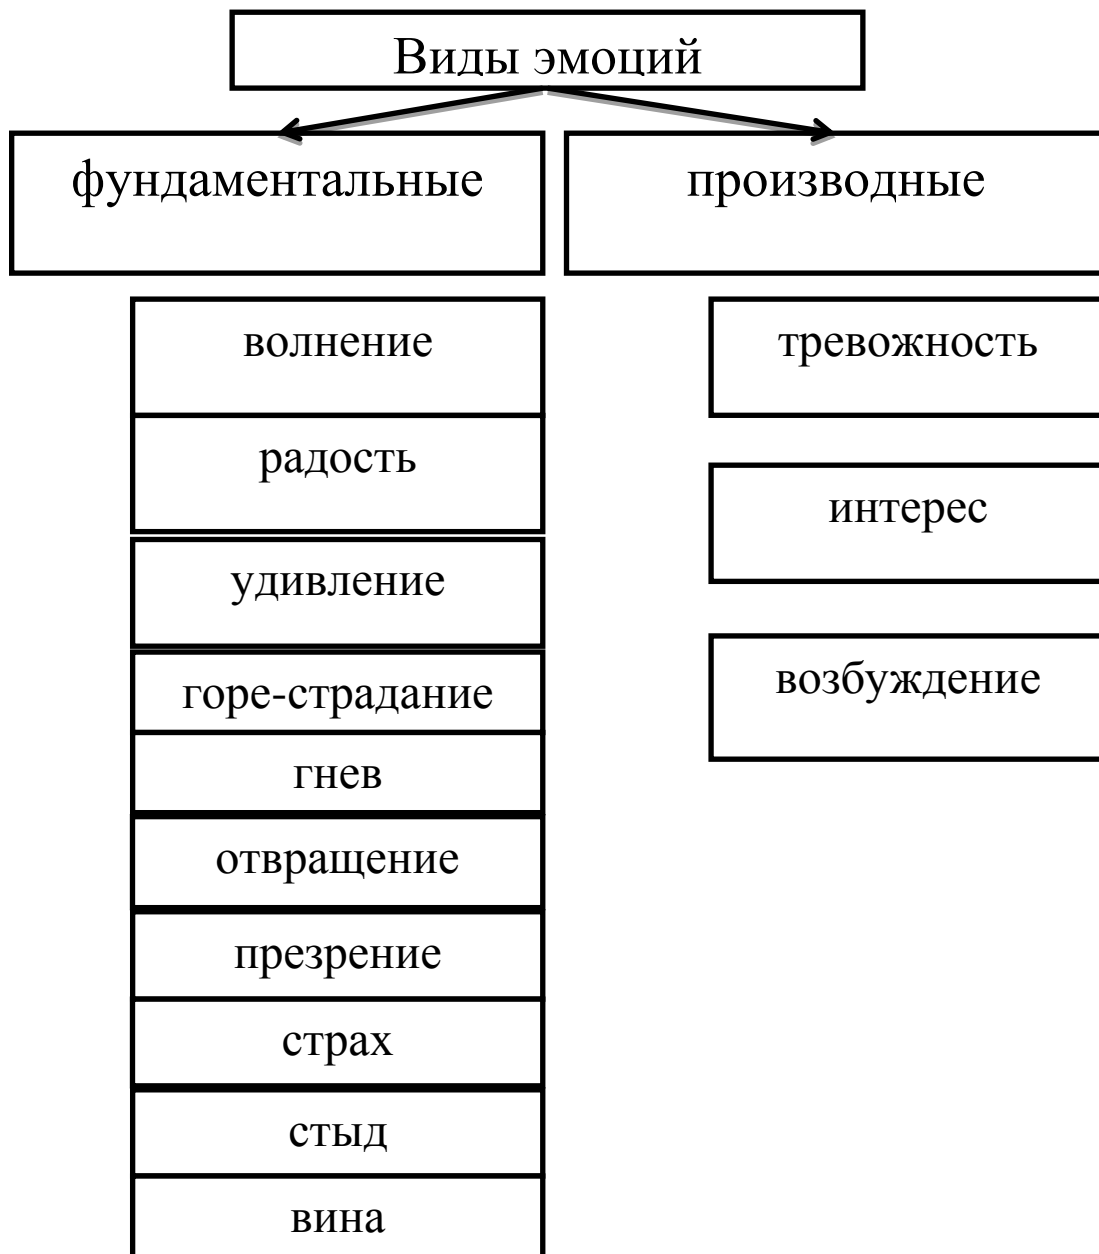 Виды эмоций
фундаментальные
производные
волнение
радость
удивление
горе-страдание
гнев
отвращение
презрение
страх
стыд
вина
тревожность
интерес
возбуждение